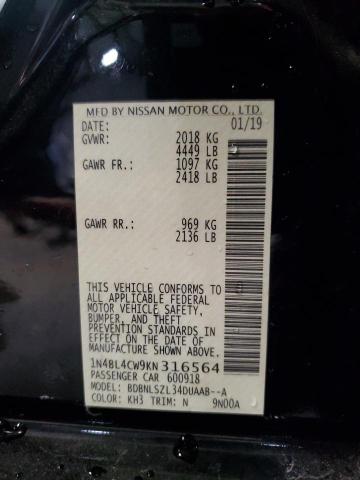 MFD BY NISSAN MOTOR CO., LTD.
DATE: 01/19
GVWR: 2018 KG
4449 LB
GAWR FR.: 1097 KG
2418 LB
GAWR RR.: 969 KG
2136 LB
THIS VEHICLE CONFORMS TO
ALL APPLICABLE FEDERAL
MOTOR VEHICLE SAFETY,
BUMPER, AND THEFT
PREVENTION STANDARDS
IN EFFECT ON THE DATE OF
MANUFACTURE SHOWN ABOVE.
1N4BL4CW9KN316564
PASSENGER CAR 600918
MODEL: BDBNLSZL34DUAAB--A
COLOR: KH3 TRIM: N 9N00A